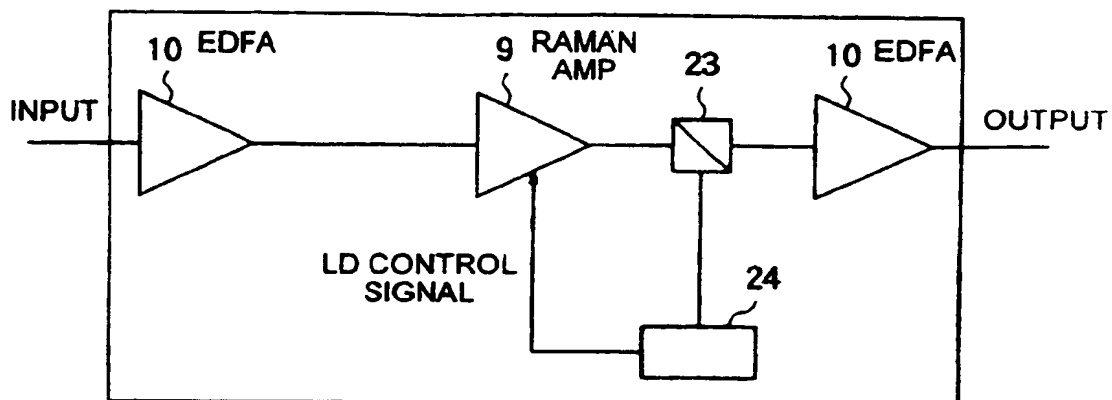 10 EDFA
9 RAMAN
AMP
23
10 EDFA
INPUT
OUTPUT
LD CONTROL
SIGNAL
24